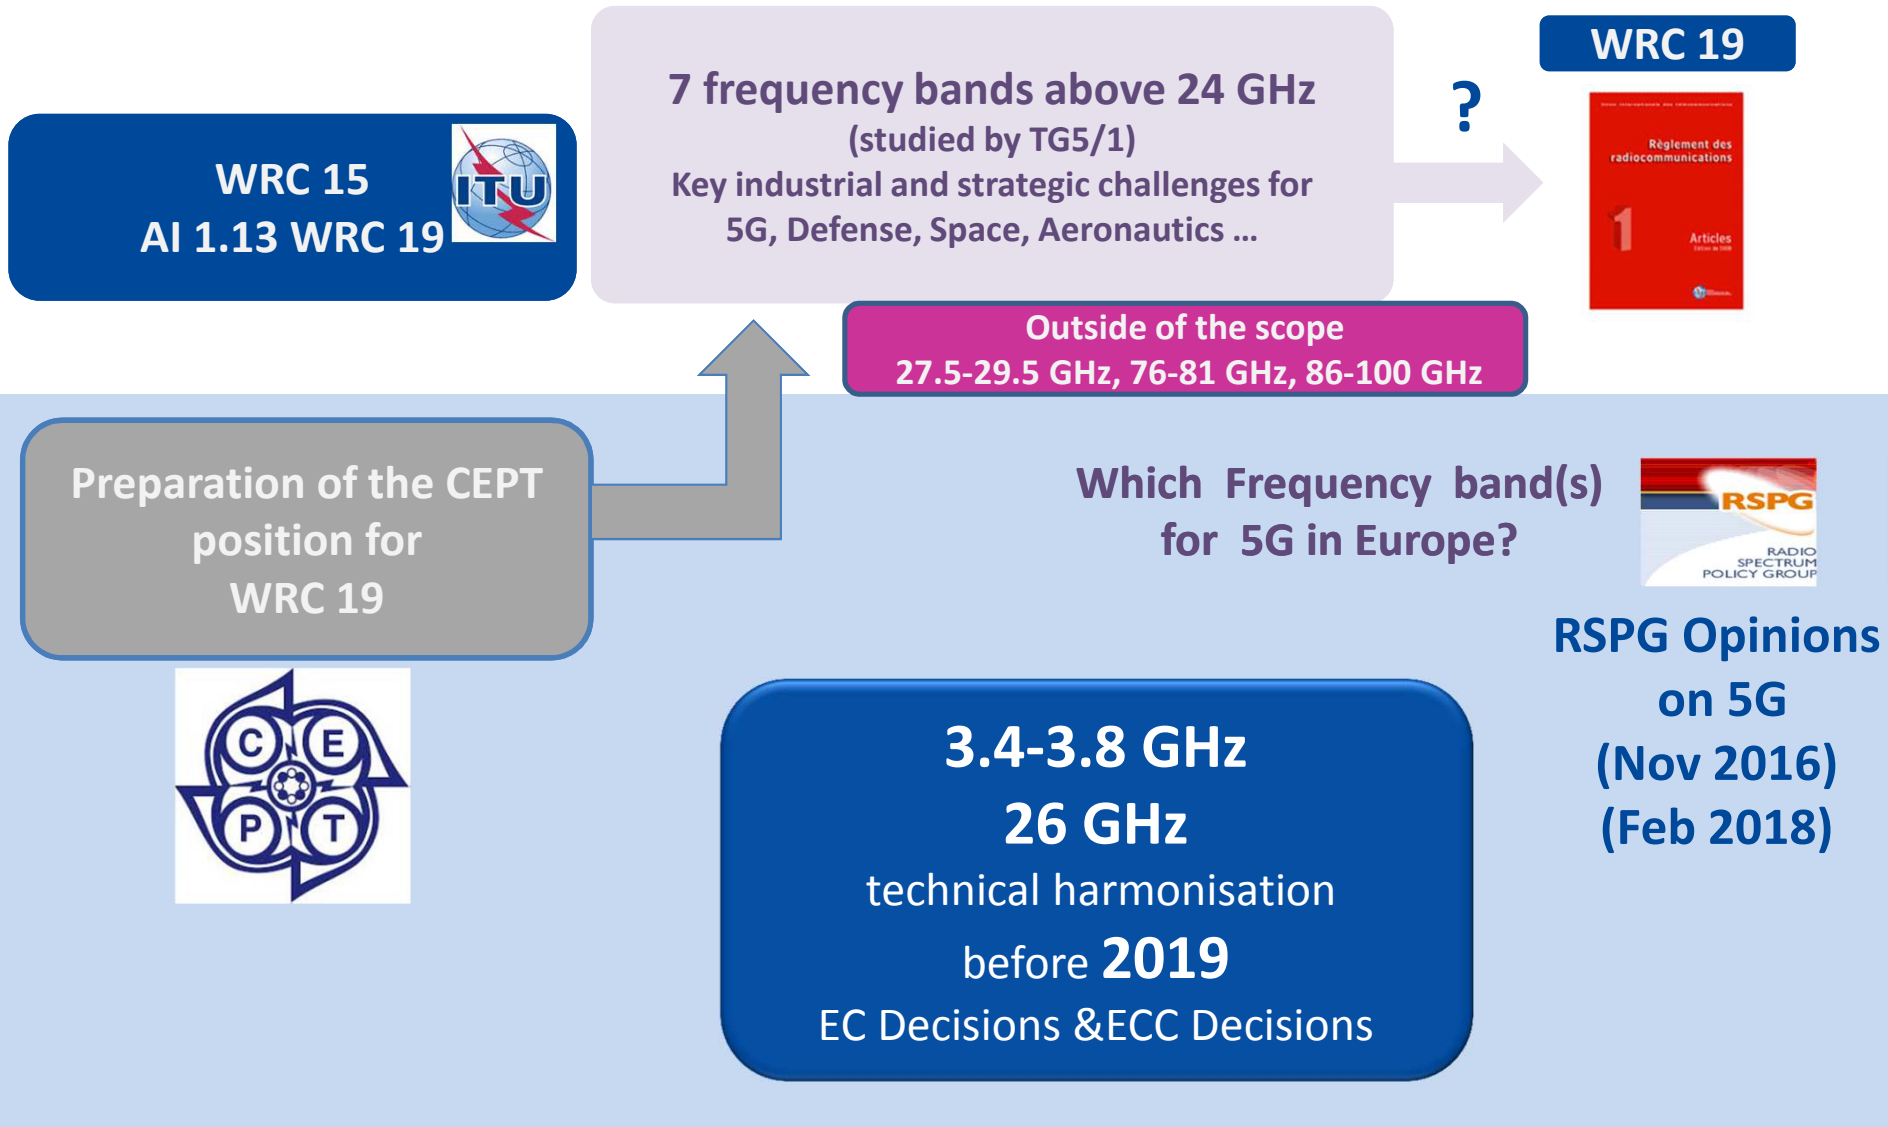 WRC 15
AI 1.13 WRC 19
ITU
7 frequency bands above 24 GHz
(studied by TG5/1)
Key industrial and strategic challenges for
5G, Defense, Space, Aeronautics ...
?
WRC 19
Règlement des
radiocommunications
1
Articles
Outside of the scope
27.5-29.5 GHz, 76-81 GHz, 86-100 GHz
Preparation of the CEPT
position for
WRC 19
C E
P T
Which Frequency band(s)
for 5G in Europe?
RSPG
RADIO
SPECTRUM
POLICY GROUP
RSPG Opinions
on 5G
(Nov 2016)
(Feb 2018)
3.4-3.8 GHz
26 GHz
technical harmonisation
before 2019
EC Decisions &ECC Decisions